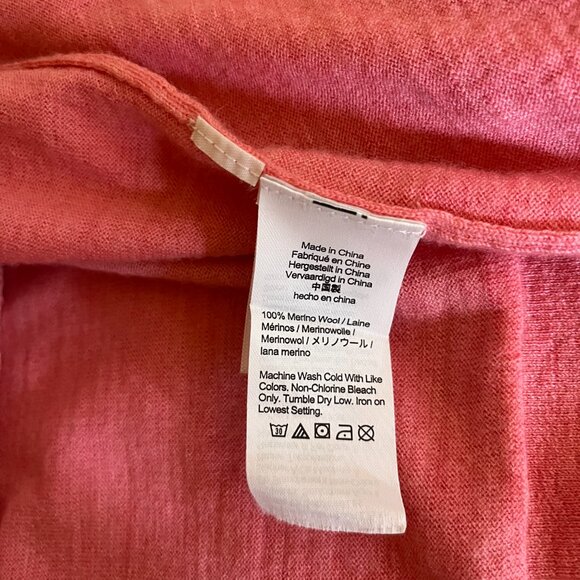 Made in China
Fabriqué en Chine
Hergestellt in China
Vervaardigd in China
中国製
hecho en china
100% Merino Wool / Laine
Mérinos / Merinowolle /
Merinowol / メリノウール /
lana merino
Machine Wash Cold With Like
Colors. Non-Chlorine Bleach
Only. Tumble Dry Low. Iron on
Lowest Setting.
30